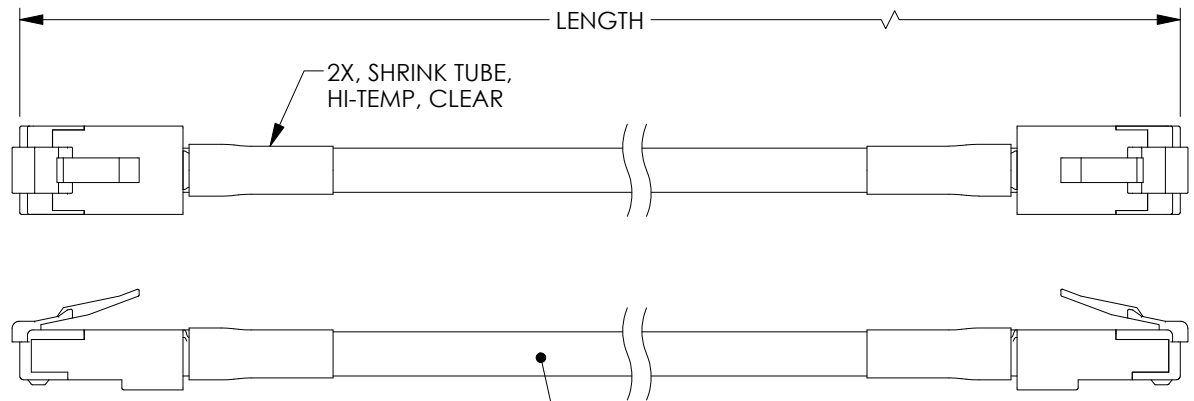 LENGTH
2X, SHRINK TUBE,
HI-TEMP, CLEAR